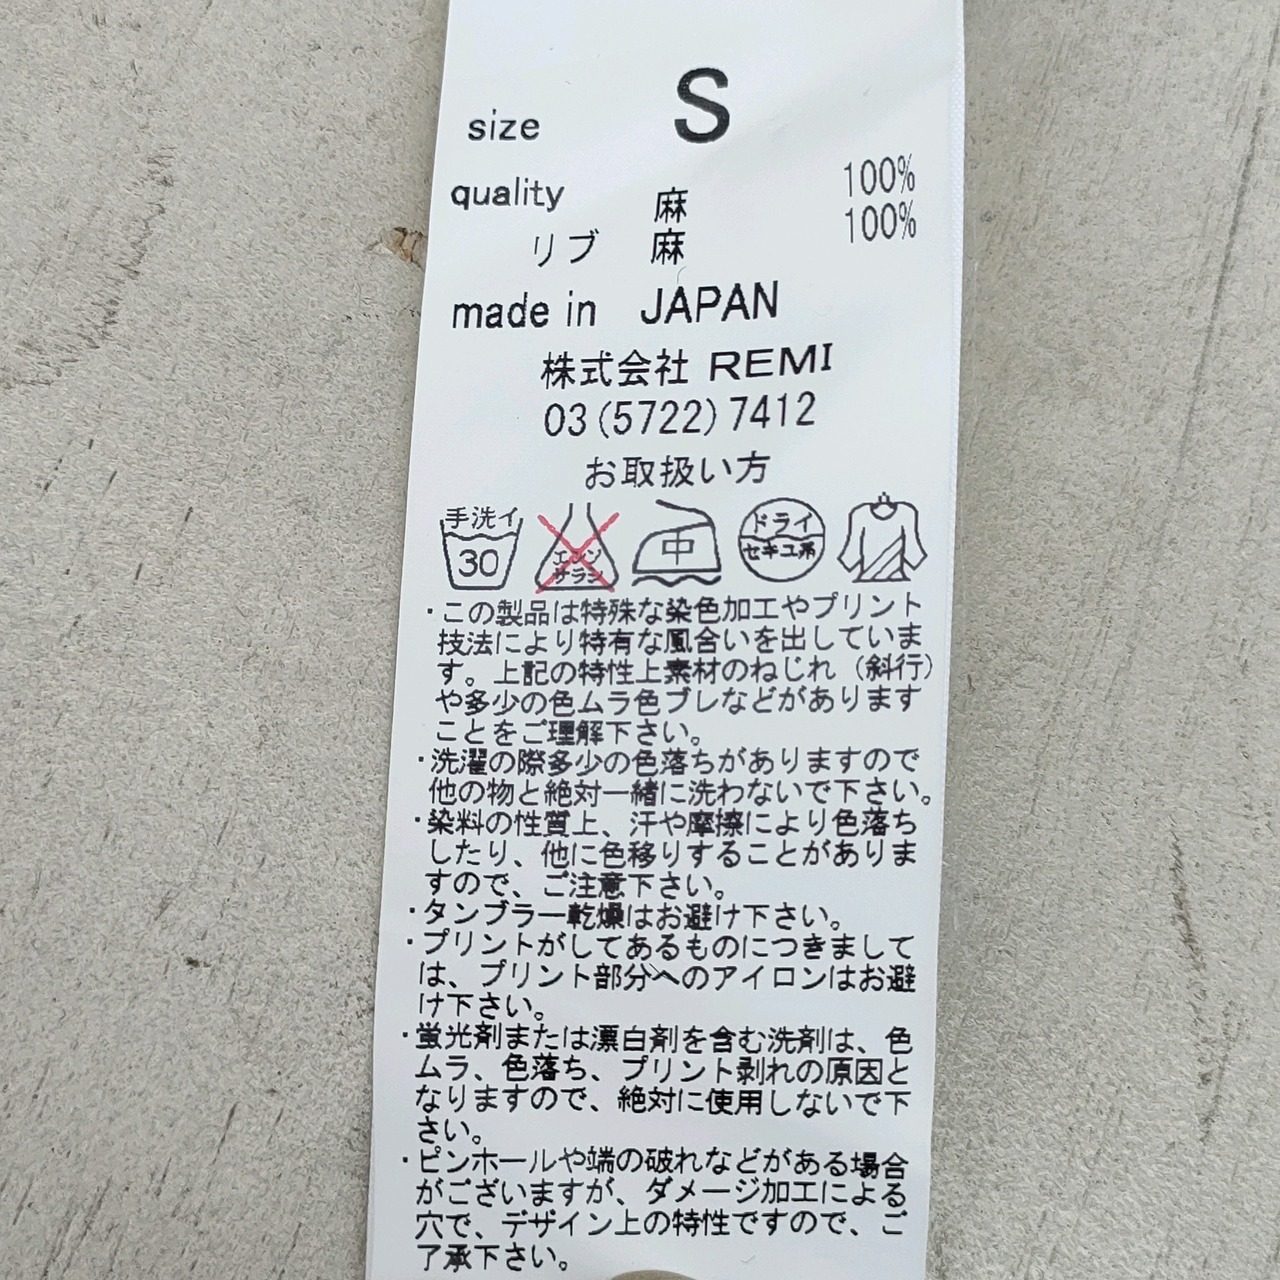 size S
quality 麻 100%
リブ 麻 100%
made in JAPAN
株式会社 REMI
03(5722)7412
お取扱い方
手洗イ 30
エンソサラシ
中
ドライ
セキユ系
・この製品は特殊な染色加工やプリント
技法により特有な風合いを出していま
す。上記の特性上素材のねじれ（斜行）
や多少の色ムラ色ブレなどがあります
ことをご理解下さい。
・洗濯の際多少の色落ちがありますので
他の物と絶対一緒に洗わないで下さい。
・染料の性質上、汗や摩擦により色落ち
したり、他に色移りすることがありま
すので、ご注意下さい。
・タンブラー乾燥はお避け下さい。
・プリントがしてあるものにつきまして
は、プリント部分へのアイロンはお避
け下さい。
・蛍光剤または漂白剤を含む洗剤は、色
ムラ、色落ち、プリント剥れの原因と
なりますので、絶対に使用しないで下
さい。
・ピンホールや端の破れなどがある場合
がございますが、ダメージ加工による
穴で、デザイン上の特性ですので、ご
了承下さい。